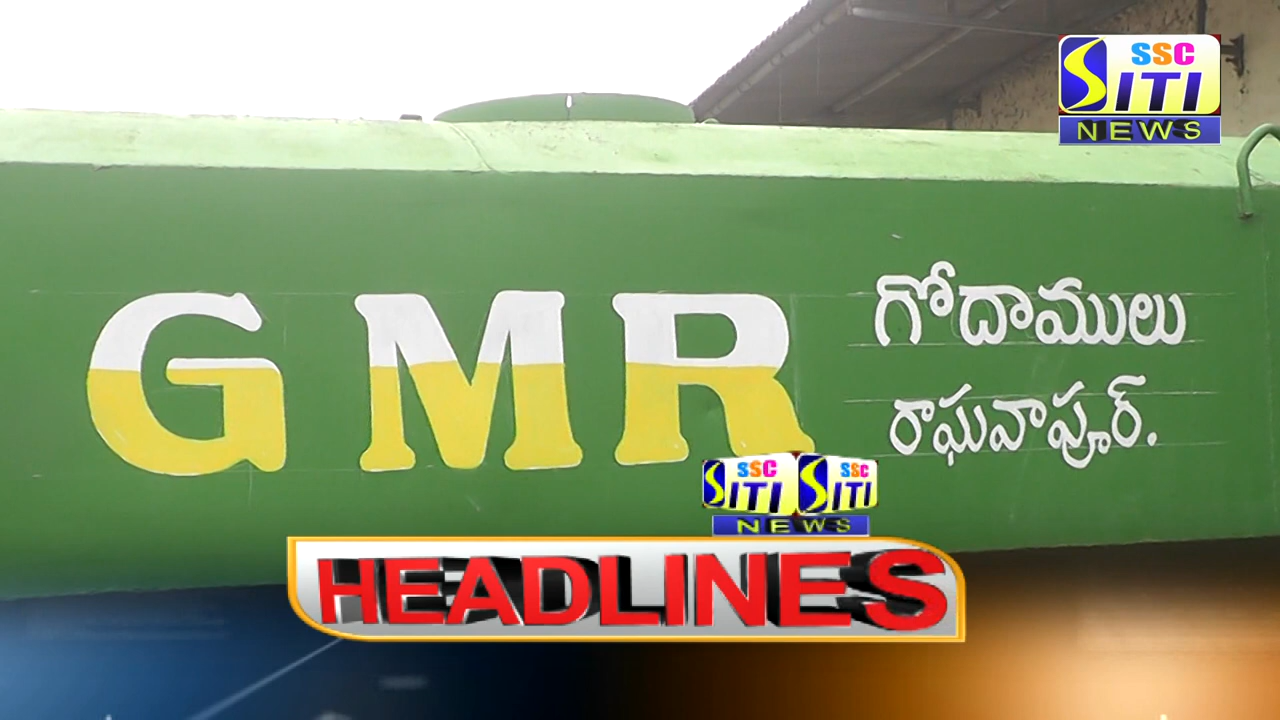 SSC
SITI
NEWS
GMR
గోదాములు
రాఘవాపూర్.
SSC SSC
SITI SITI
NEWS
HEADLINES